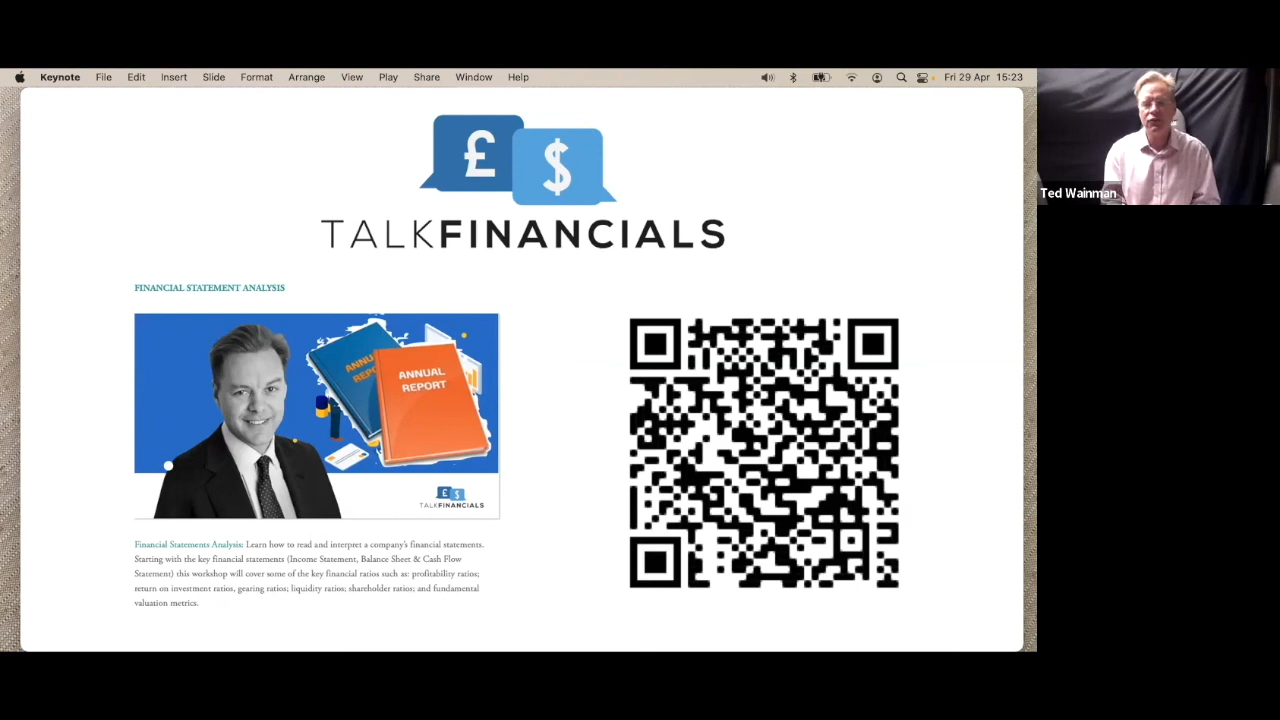 Keynote File Edit Insert Slide Format Arrange View Play Share Window Help Fri 29 Apr 15:23
£ $
TALKFINANCIALS
Ted Wainman
FINANCIAL STATEMENT ANALYSIS
ANNUAL
REPORT
£ $
TALKFINANCIALS
Financial Statements Analysis: Learn how to read and interpret a company's financial statements.
Starting with the key financial statements (Income Statement, Balance Sheet & Cash Flow
Statement) this workshop will cover some of the key financial ratios such as: profitability ratios;
return on investment ratios, gearing ratios; liquidity ratios; shareholder ratios; and fundamental
valuation metrics.